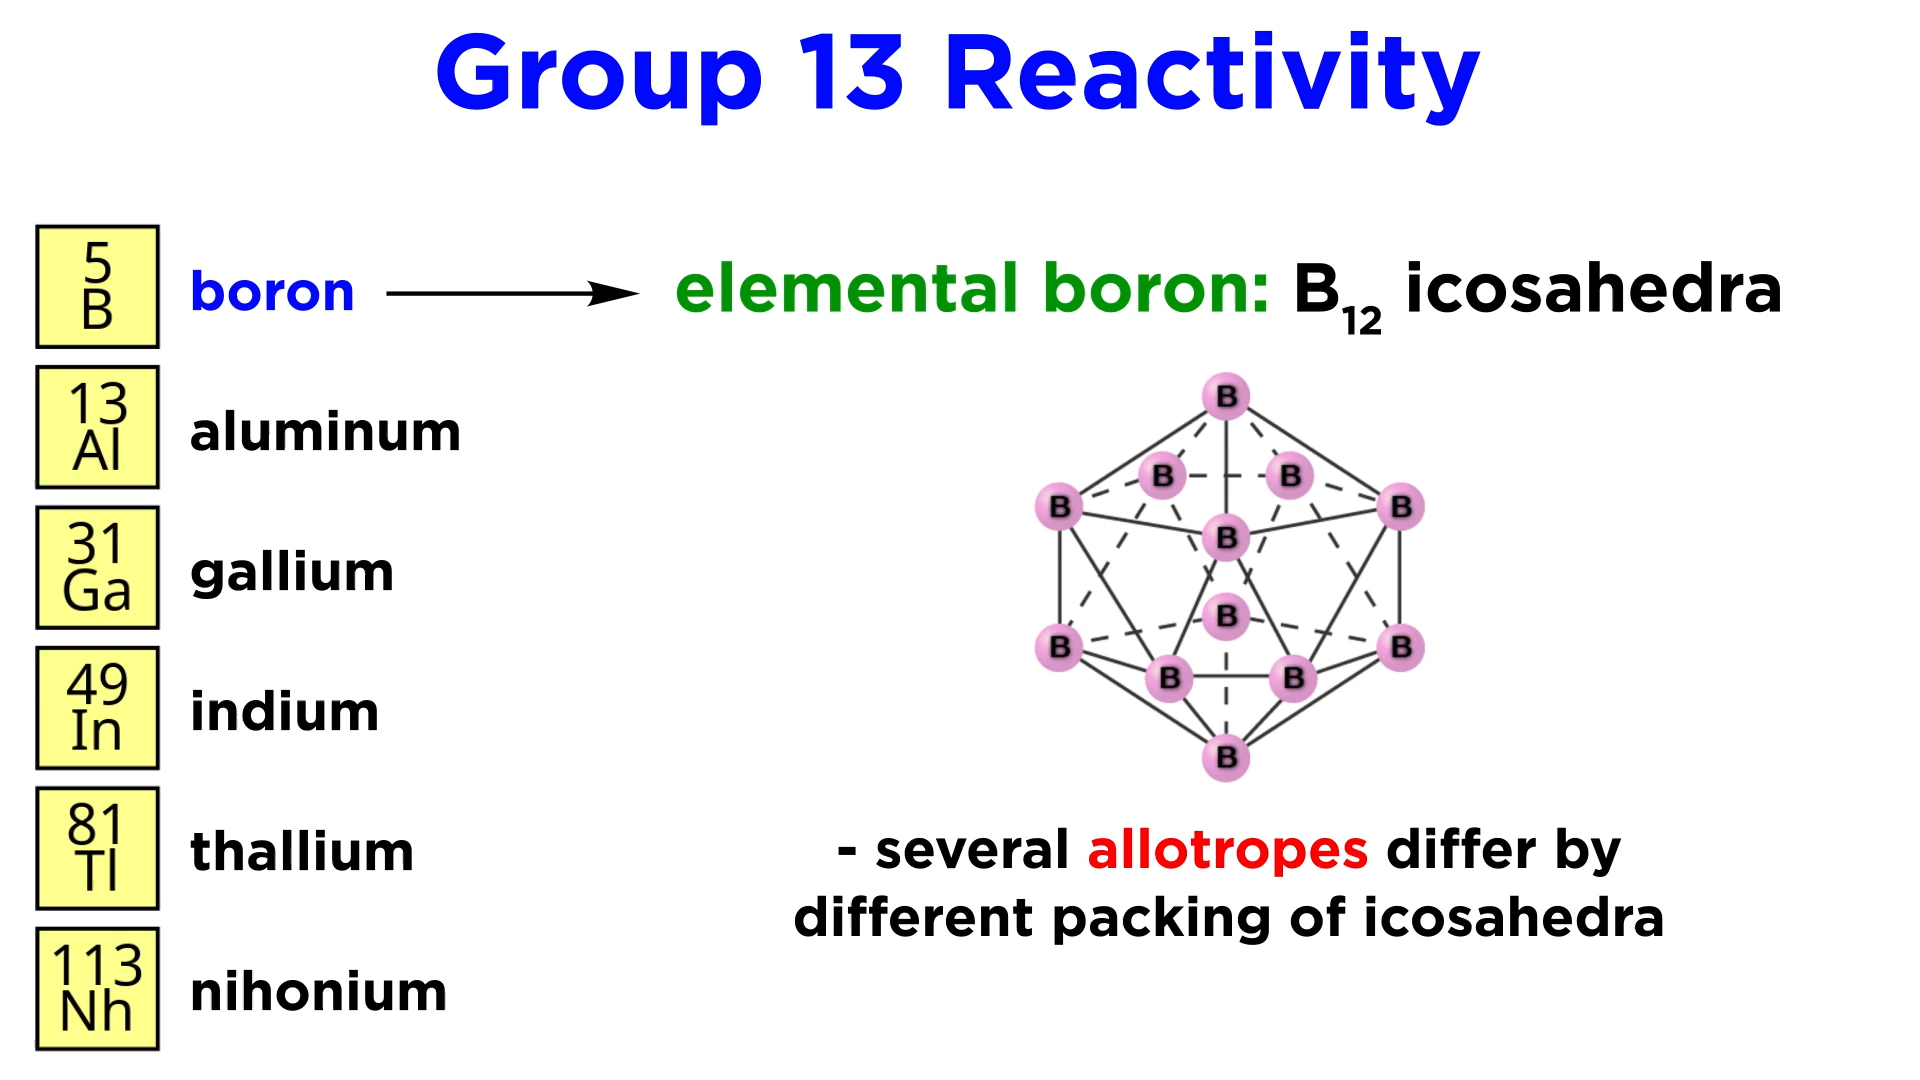 Group 13 Reactivity
5
B
boron
elemental boron: B₁₂ icosahedra
13
Al
aluminum
31
Ga
gallium
49
In
indium
81
Tl
thallium
113
Nh
nihonium
B
B
B
B
B
B
B
B
B
B
B
B
- several allotropes differ by
different packing of icosahedra